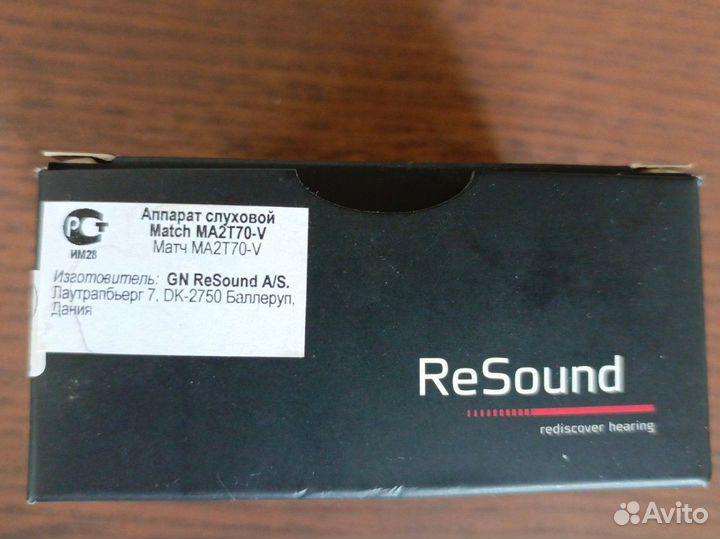 РСТ
ИМ28
Аппарат слуховой
Match MA2T70-V
Матч MA2T70-V
Изготовитель: GN ReSound A/S.
Лаутрапбьерг 7, DK-2750 Баллеруп,
Дания
ReSound
rediscover hearing
Avito